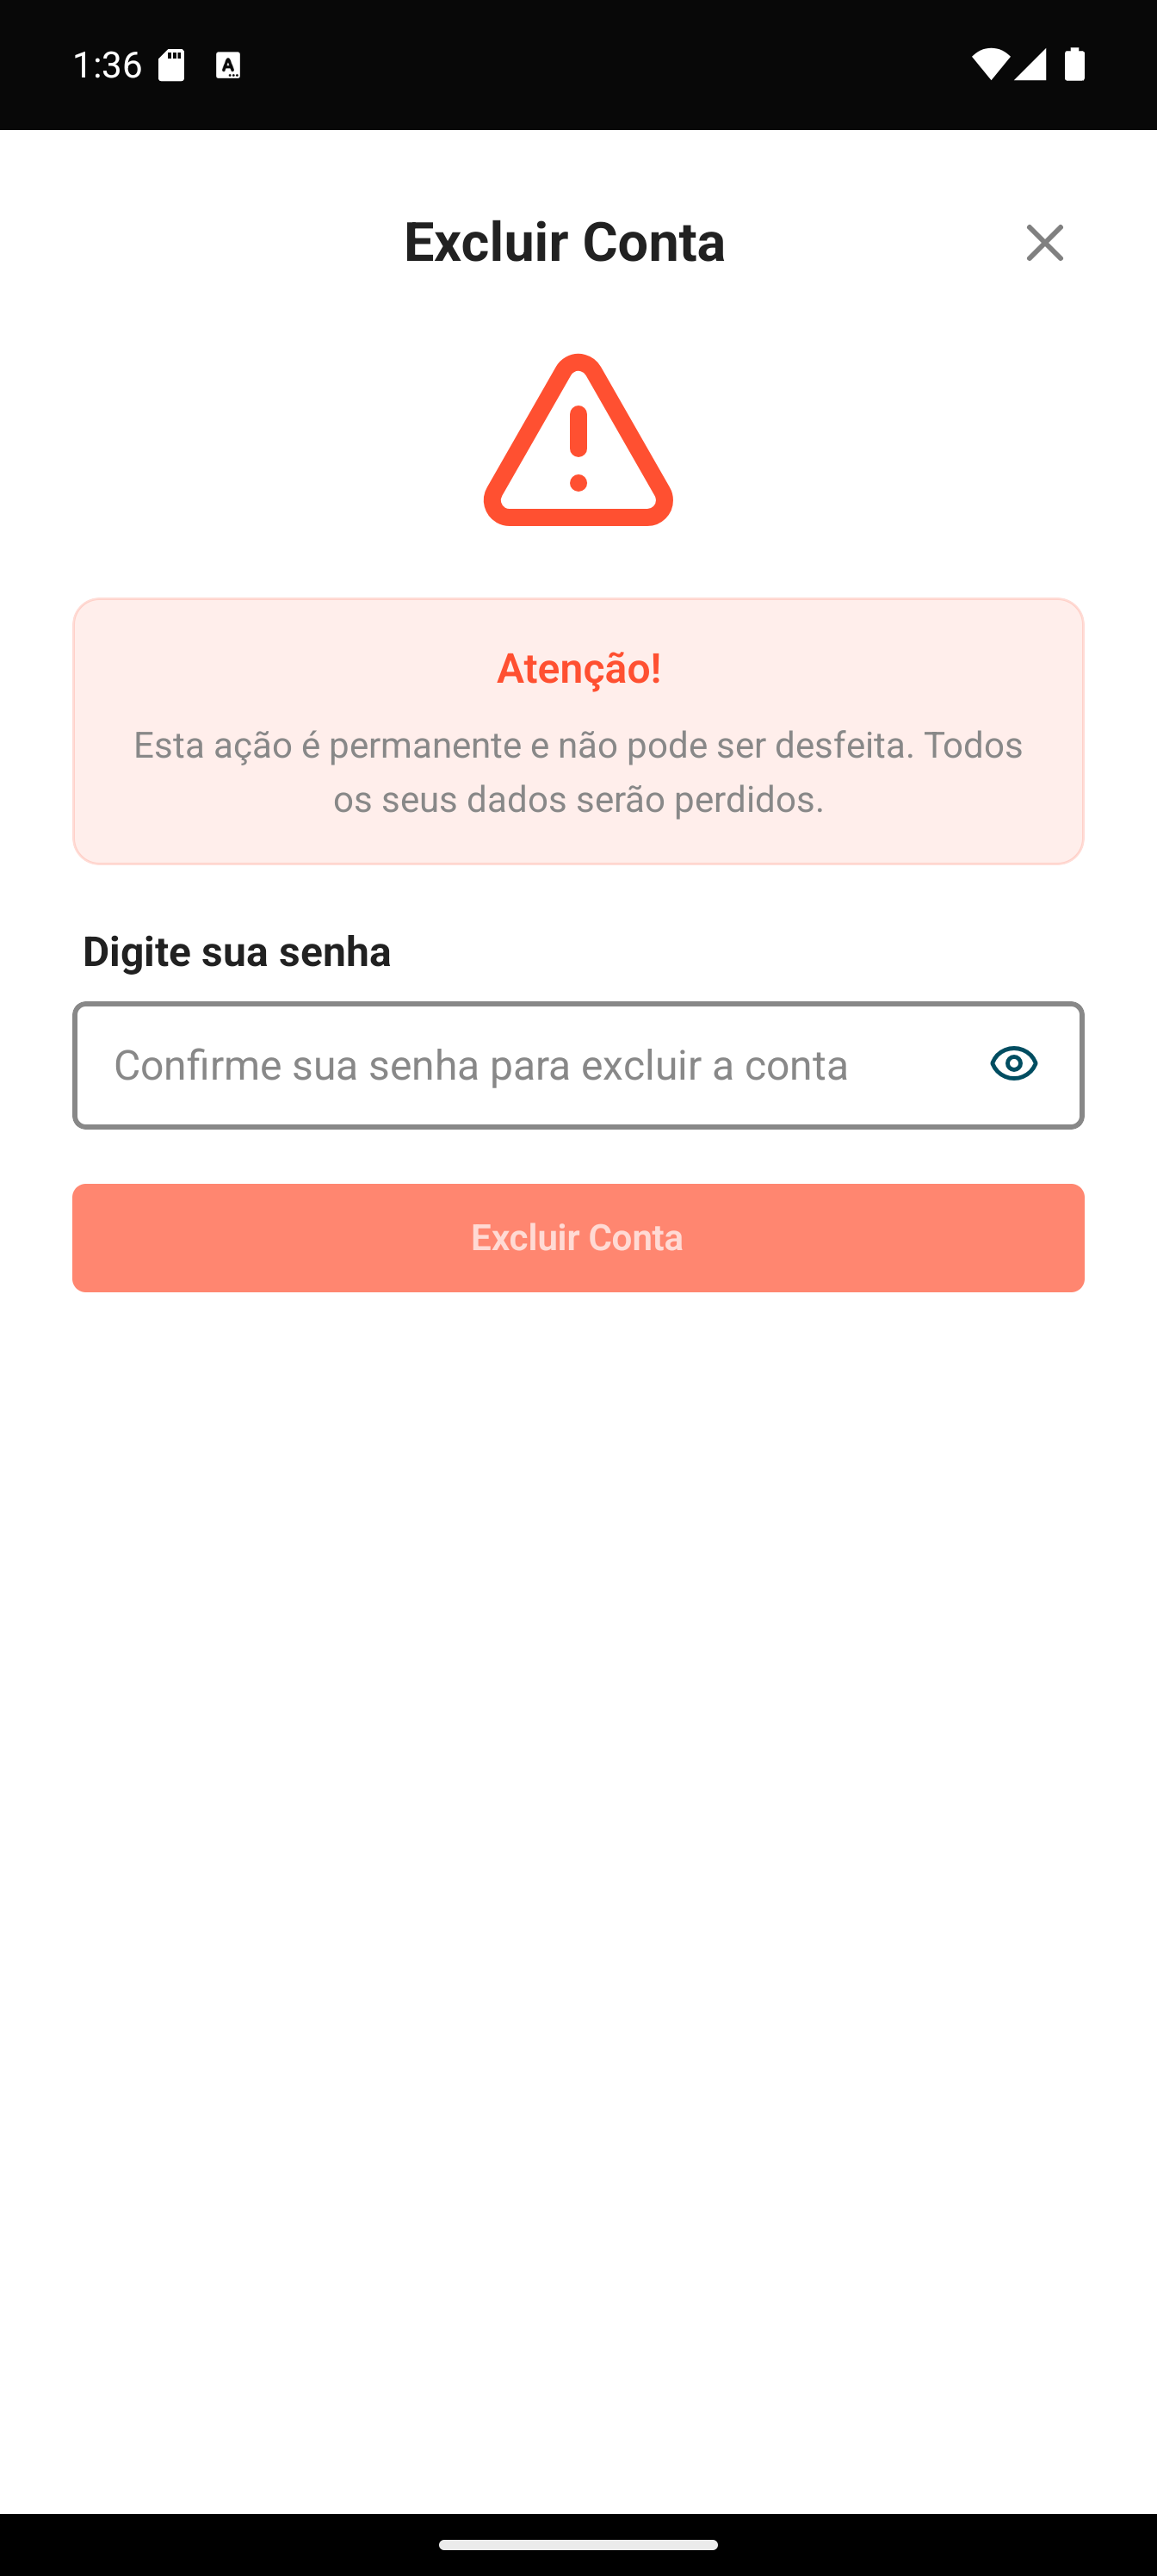 1:36
Excluir Conta
Atenção!
Esta ação é permanente e não pode ser desfeita. Todos
os seus dados serão perdidos.
Digite sua senha
Confirme sua senha para excluir a conta
Excluir Conta